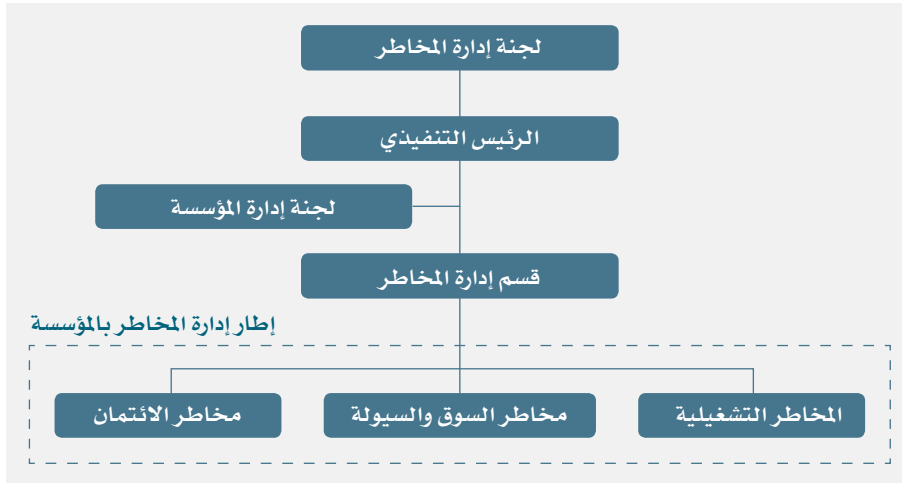 لجنة إدارة المخاطر
الرئيس التنفيذي
لجنة إدارة المؤسسة
قسم إدارة المخاطر
إطار إدارة المخاطر بالمؤسسة
المخاطر التشغيلية
مخاطر السوق والسيولة
مخاطر الائتمان